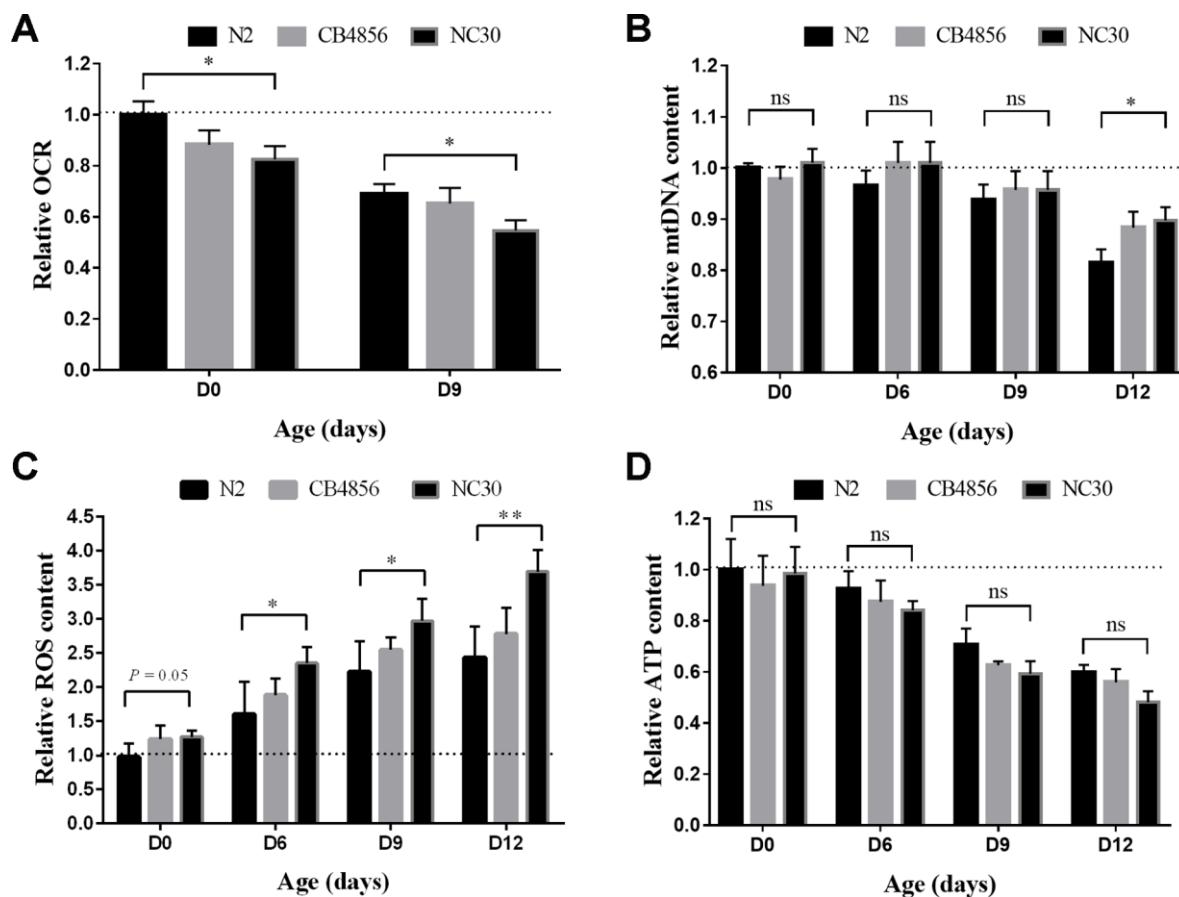 A
N2 CB4856 NC30
Relative OCR
1.2
1.0
0.8
0.6
0.4
0.2
0.0
*
*
D0 D9
Age (days)
B
N2 CB4856 NC30
Relative mtDNA content
1.2
1.1
1.0
0.9
0.8
0.7
0.6
ns ns ns *
D0 D6 D9 D12
Age (days)
C
N2 CB4856 NC30
Relative ROS content
4.5
4.0
3.5
3.0
2.5
2.0
1.5
1.0
0.5
0.0
P = 0.05 * * **
D0 D6 D9 D12
Age (days)
D
N2 CB4856 NC30
Relative ATP content
1.2
1.0
0.8
0.6
0.4
0.2
0.0
ns ns ns ns
D0 D6 D9 D12
Age (days)